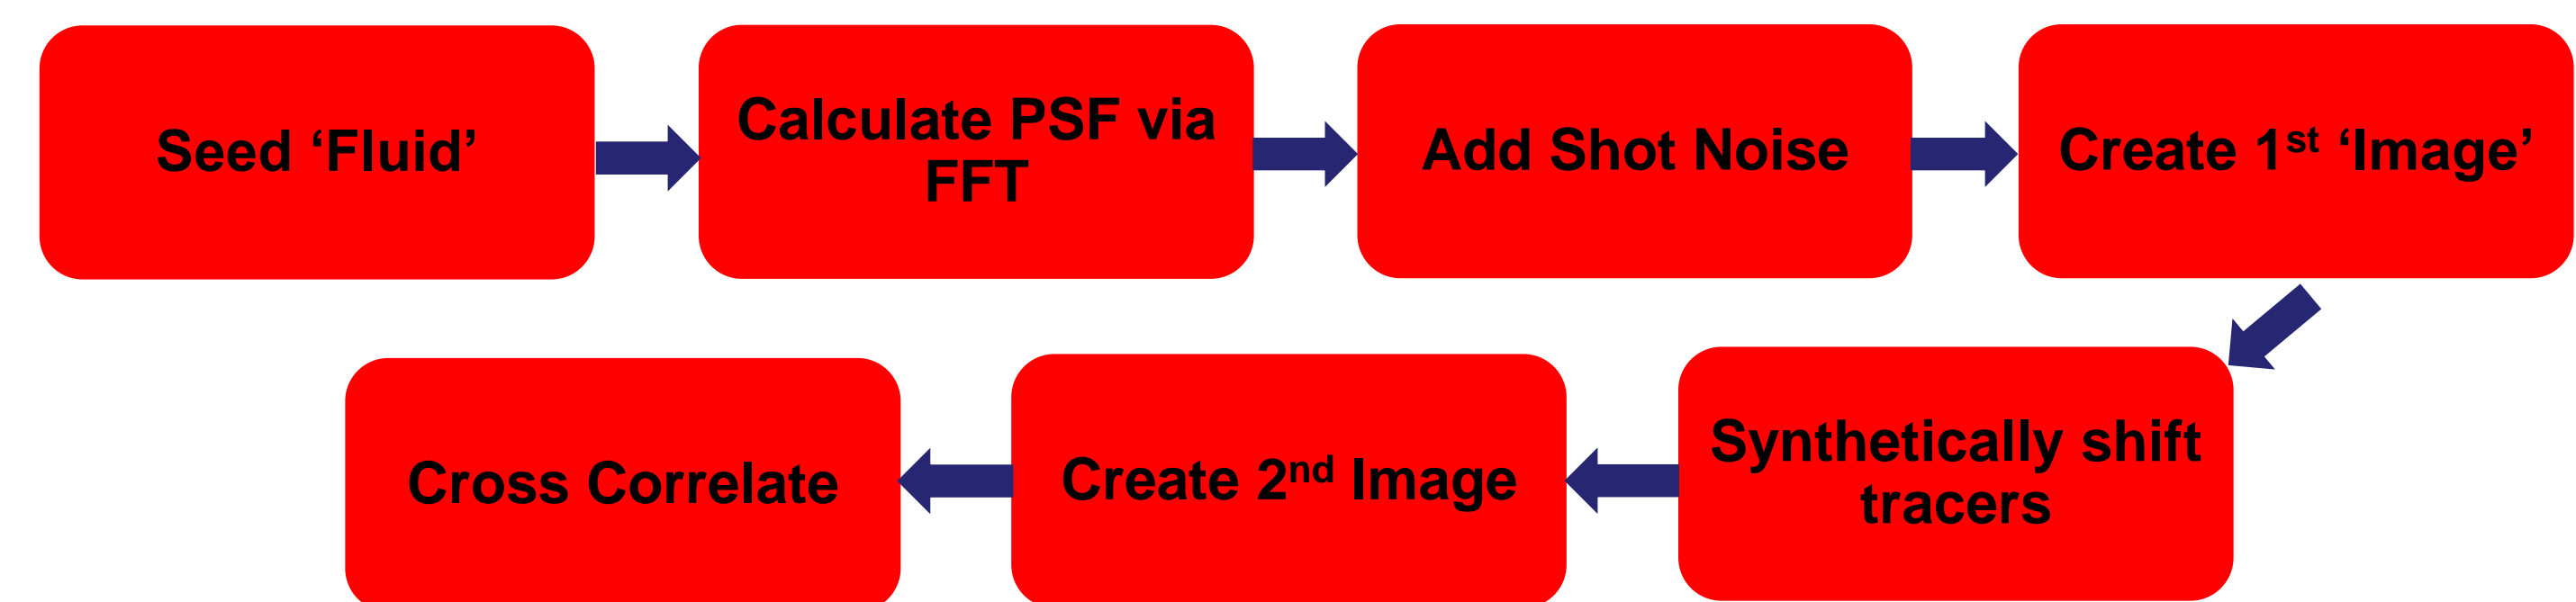 Seed ‘Fluid’
Calculate PSF via
FFT
Add Shot Noise
Create 1st ‘Image’
Synthetically shift
tracers
Create 2nd Image
Cross Correlate